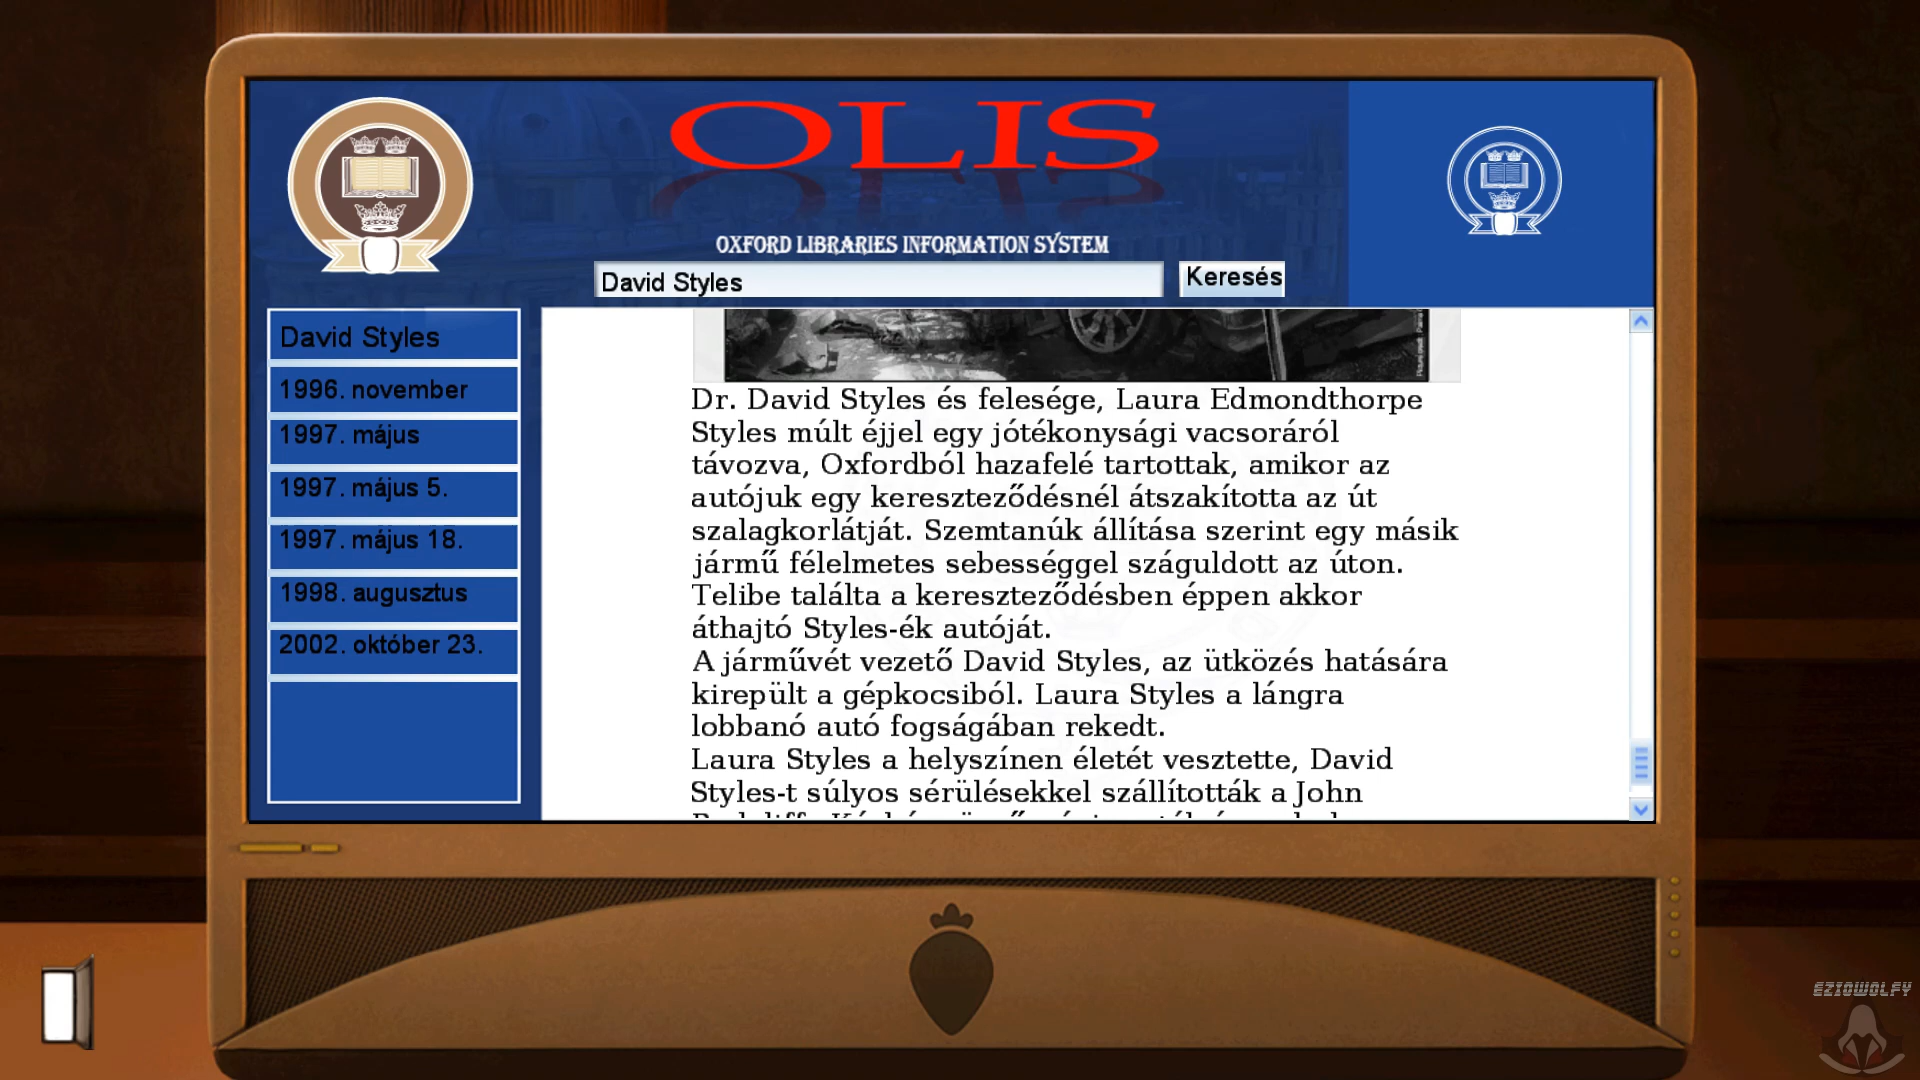 OLIS
OXFORD LIBRARIES INFORMATION SYSTEM
David Styles
Keresés
David Styles
1996. november
1997. május
1997. május 5.
1997. május 18.
1998. augusztus
2002. október 23.
Dr. David Styles és felesége, Laura Edmondthorpe
Styles múlt éjjel egy jótékonysági vacsoráról
távozva, Oxfordból hazafelé tartottak, amikor az
autójuk egy kereszteződésnél átszakította az út
szalagkorlátját. Szemtanúk állítása szerint egy másik
jármű félelmetes sebességgel száguldott az úton.
Telibe találta a kereszteződésben éppen akkor
áthajtó Styles-ék autóját.
A járművét vezető David Styles, az ütközés hatására
kirepült a gépkocsiból. Laura Styles a lángra
lobbanó autó fogságában rekedt.
Laura Styles a helyszínen életét vesztette, David
Styles-t súlyos sérülésekkel szállították a John
EZIOWOLFY